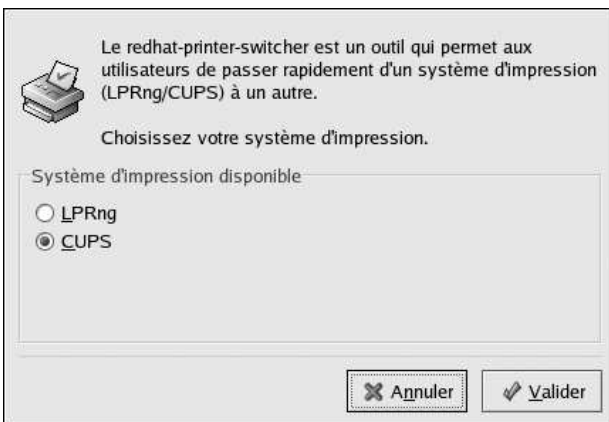 Le redhat-printer-switcher est un outil qui permet aux
utilisateurs de passer rapidement d'un système d'impression
(LPRng/CUPS) à un autre.
Choisissez votre système d'impression.
Système d'impression disponible
LPRng
CUPS
Annuler
Valider